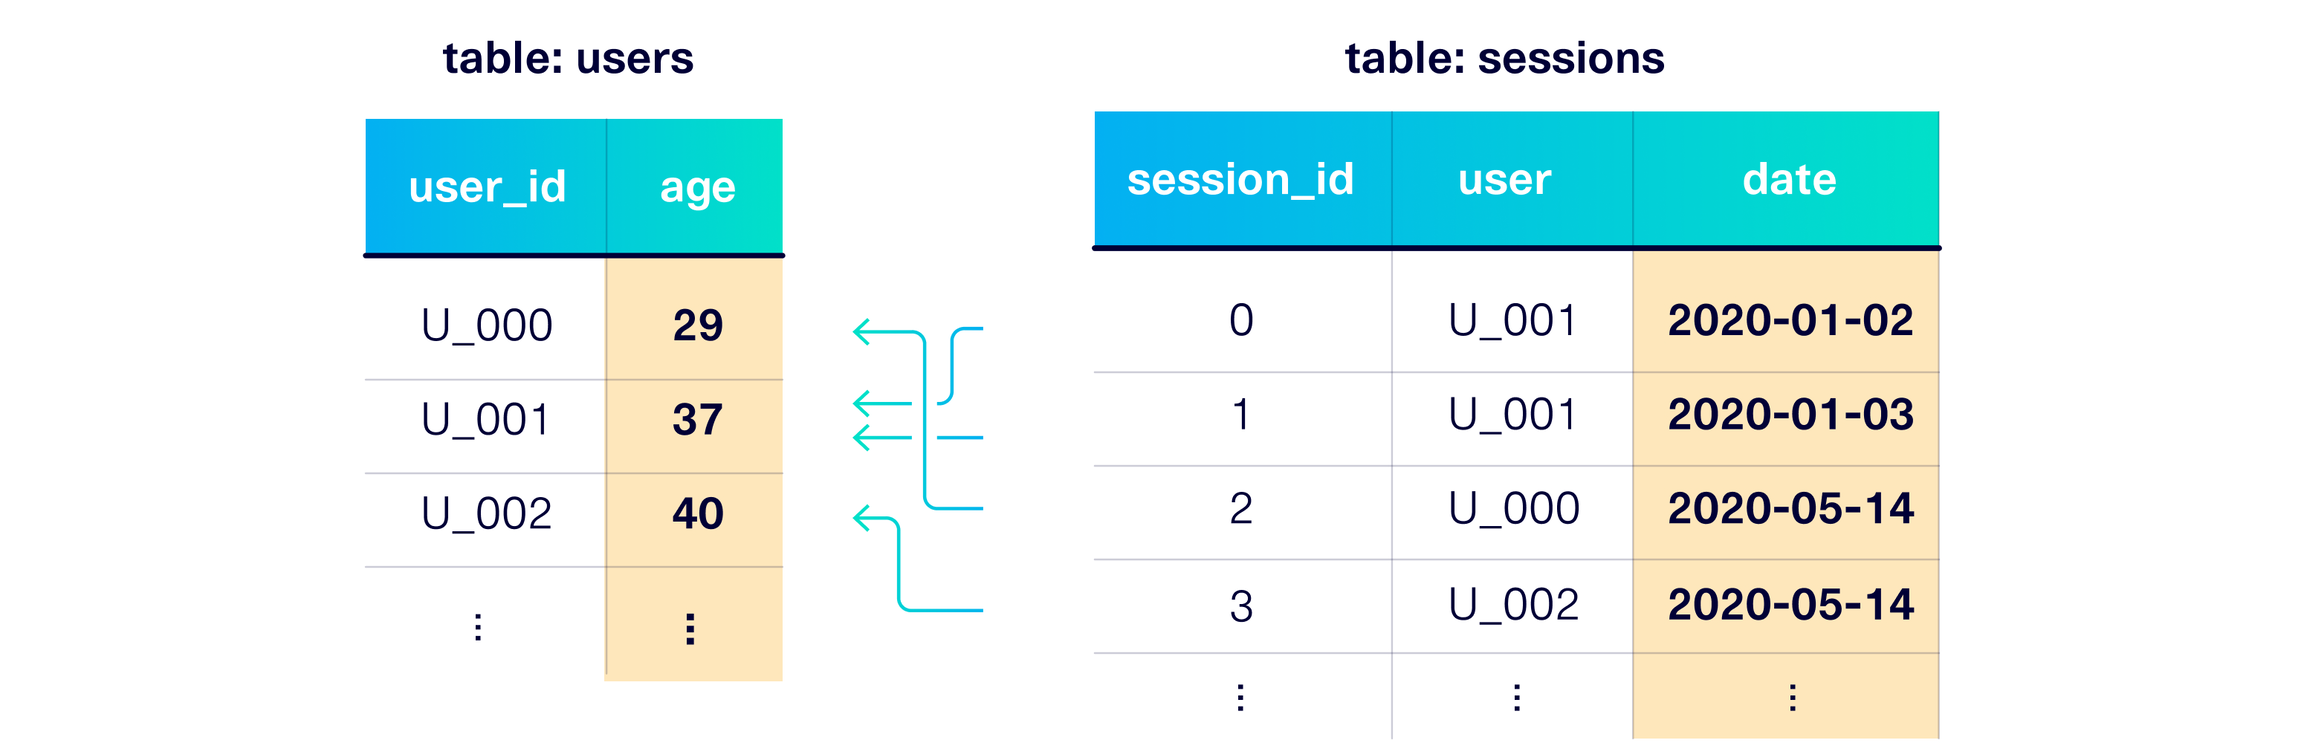 table: users
user_id age
U_000 29
U_001 37
U_002 40
⋮ ⋮
table: sessions
session_id user date
0 U_001 2020-01-02
1 U_001 2020-01-03
2 U_000 2020-05-14
3 U_002 2020-05-14
⋮ ⋮ ⋮